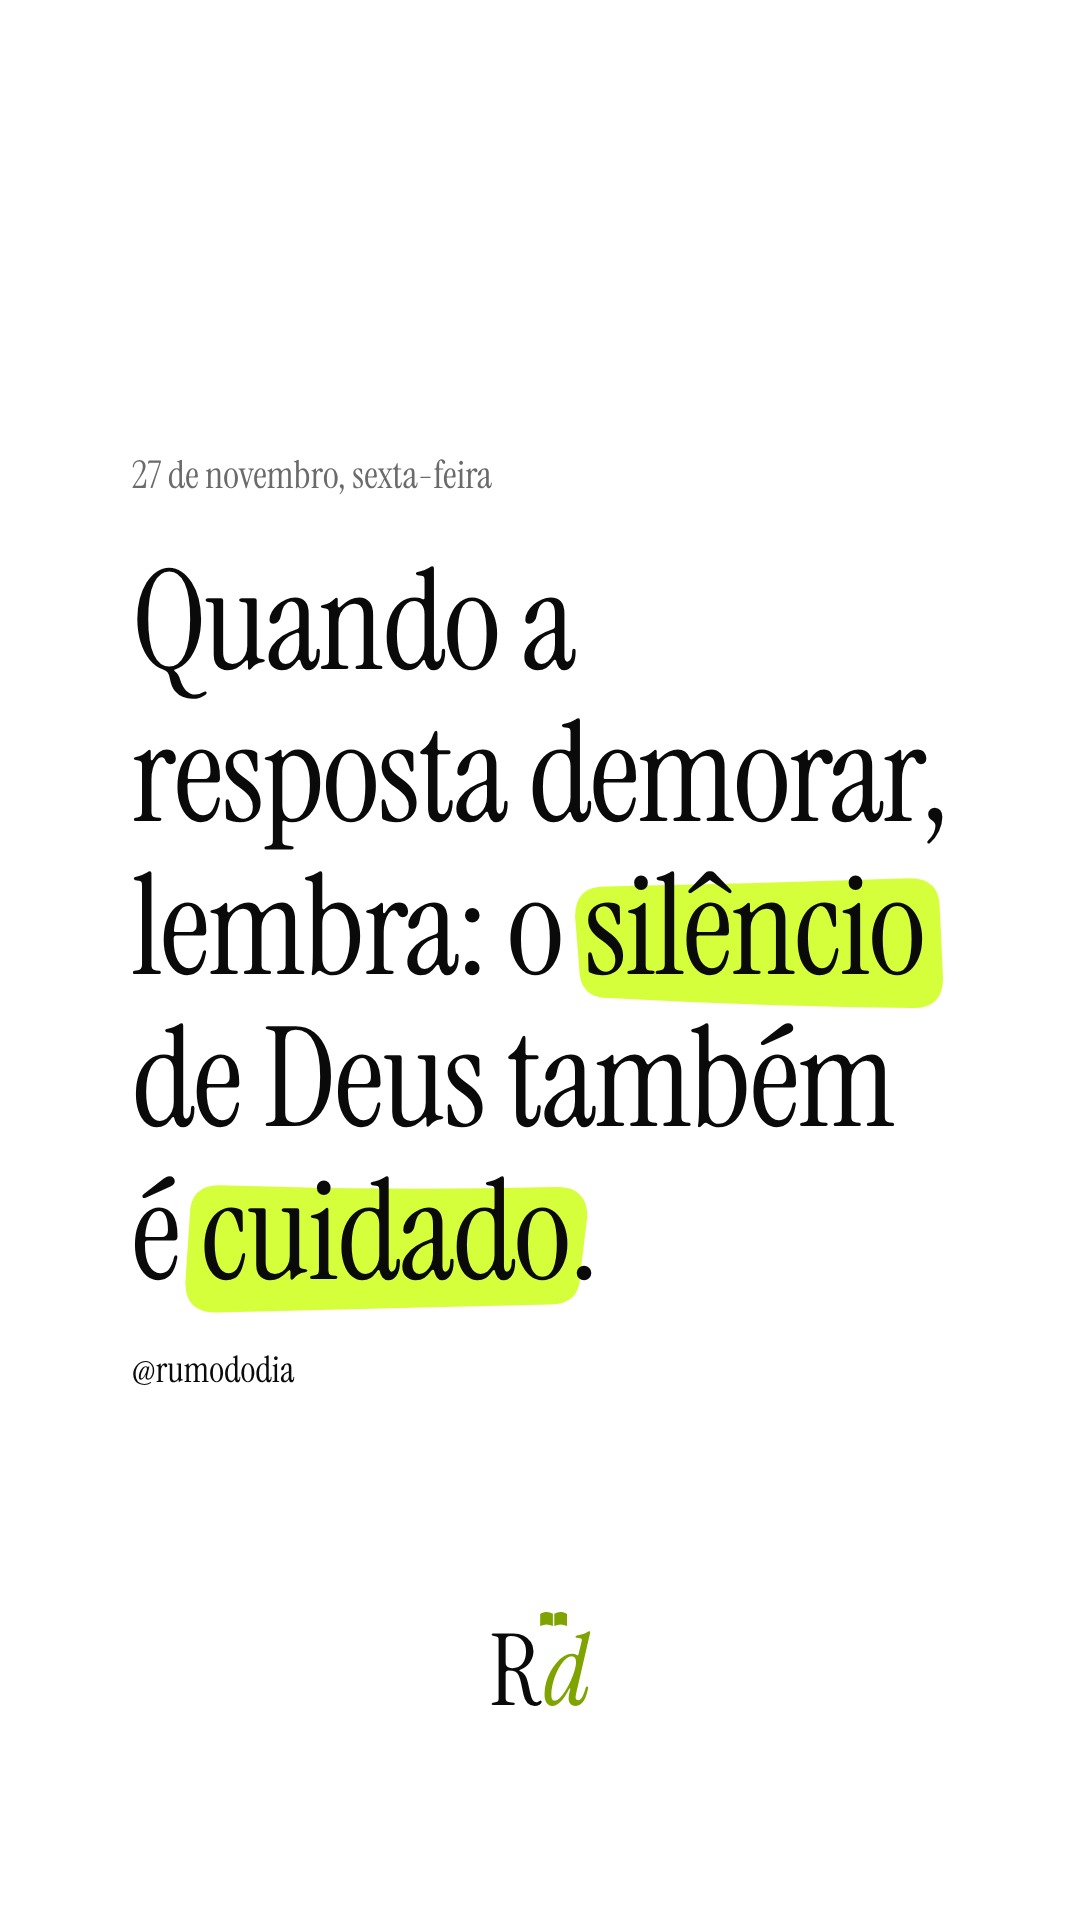 27 de novembro, sexta-feira
Quando a
resposta demorar,
lembra: o silêncio
de Deus também
é cuidado.
@rumododia
Rd